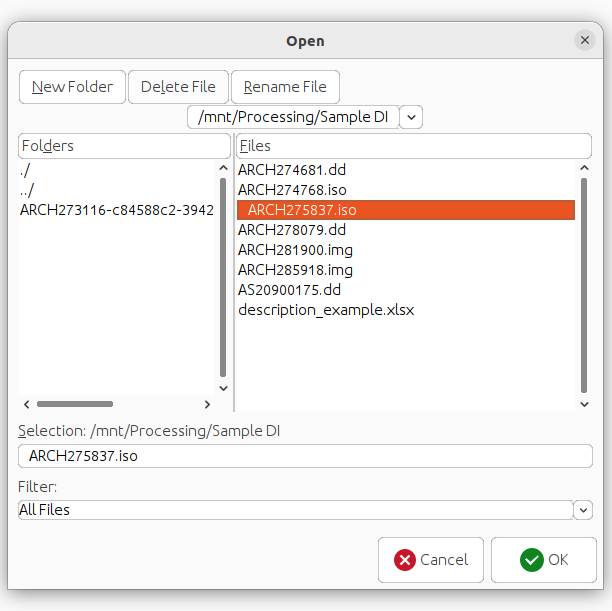 Open
New Folder Delete File Rename File
/mnt/Processing/Sample DI
Folders
./
../
ARCH273116-c84588c2-3942
Files
ARCH274681.dd
ARCH274768.iso
ARCH275837.iso
ARCH278079.dd
ARCH281900.img
ARCH285918.img
AS20900175.dd
description_example.xlsx
Selection: /mnt/Processing/Sample DI
ARCH275837.iso
Filter:
All Files
Cancel OK